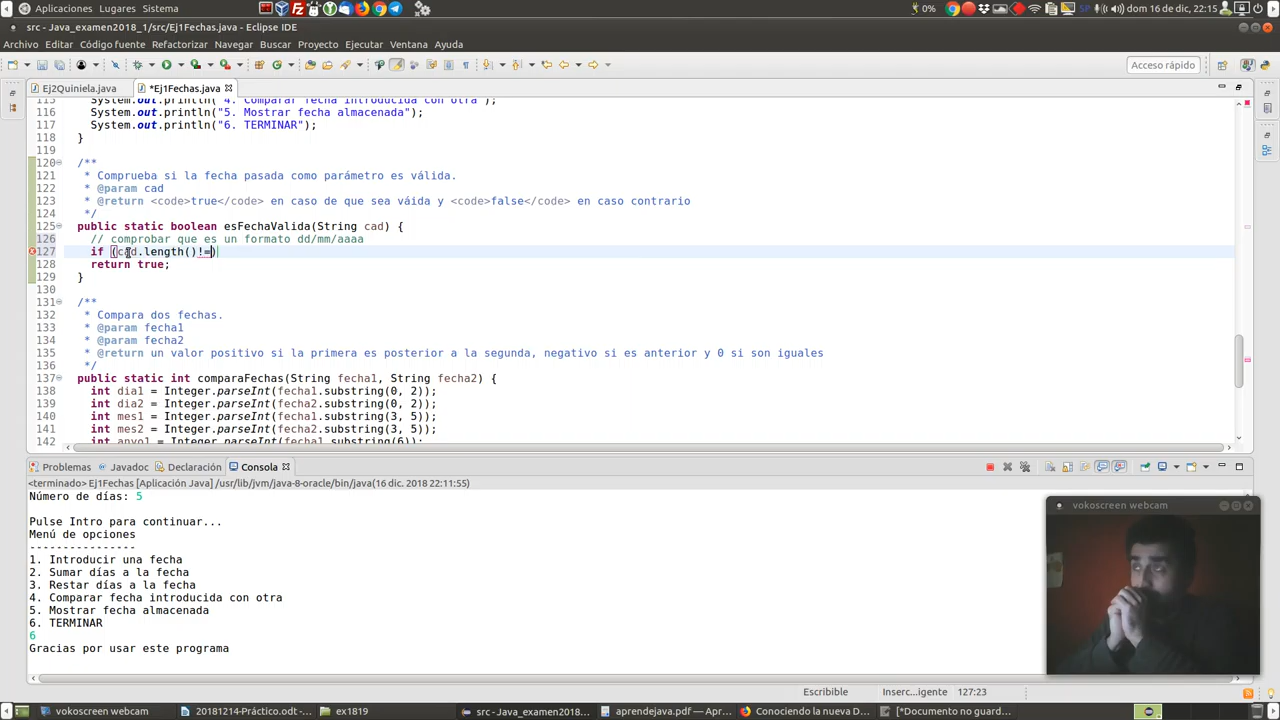 Aplicaciones Lugares Sistema
0% SP dom 16 de dic, 22:15
src - Java_examen2018_1/src/Ej1Fechas.java - Eclipse IDE
Archivo Editar Código fuente Refactorizar Navegar Buscar Proyecto Ejecutar Ventana Ayuda
Acceso rápido
Ej2Quiniela.java *Ej1Fechas.java
115 System.out.println("4. Comparar fecha introducida con otra");
116 System.out.println("5. Mostrar fecha almacenada");
117 System.out.println("6. TERMINAR");
118 }
119
120 /**
121 * Comprueba si la fecha pasada como parámetro es válida.
122 * @param cad
123 * @return <code>true</code> en caso de que sea váida y <code>false</code> en caso contrario
124 */
125 public static boolean esFechaValida(String cad) {
126 // comprobar que es un formato dd/mm/aaaa
127 if (cad.length()!=)
128 return true;
129 }
130
131 /**
132 * Compara dos fechas.
133 * @param fecha1
134 * @param fecha2
135 * @return un valor positivo si la primera es posterior a la segunda, negativo si es anterior y 0 si son iguales
136 */
137 public static int comparaFechas(String fecha1, String fecha2) {
138 int dia1 = Integer.parseInt(fecha1.substring(0, 2));
139 int dia2 = Integer.parseInt(fecha2.substring(0, 2));
140 int mes1 = Integer.parseInt(fecha1.substring(3, 5));
141 int mes2 = Integer.parseInt(fecha2.substring(3, 5));
142 int anyo1 = Integer.parseInt(fecha1.substring(6));
Problemas Javadoc Declaración Consola
<terminado> Ej1Fechas [Aplicación Java] /usr/lib/jvm/java-8-oracle/bin/java(16 dic. 2018 22:11:55)
Número de días: 5
Pulse Intro para continuar...
Menú de opciones
----------------
1. Introducir una fecha
2. Sumar días a la fecha
3. Restar días a la fecha
4. Comparar fecha introducida con otra
5. Mostrar fecha almacenada
6. TERMINAR
6
Gracias por usar este programa
vokoscreen webcam
Escribible Inserc...igente 127:23
vokoscreen webcam 20181214-Práctico.odt -... ex1819 src - Java_examen2018... aprendejava.pdf — Apr... Conociendo la nueva D... [*Documento no guard...